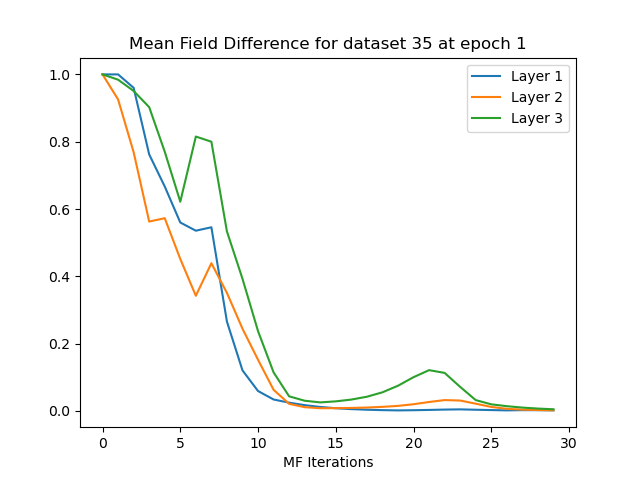 Mean Field Difference for dataset 35 at epoch 1
1.0
0.8
0.6
0.4
0.2
0.0
Layer 1
Layer 2
Layer 3
0 5 10 15 20 25 30
MF Iterations